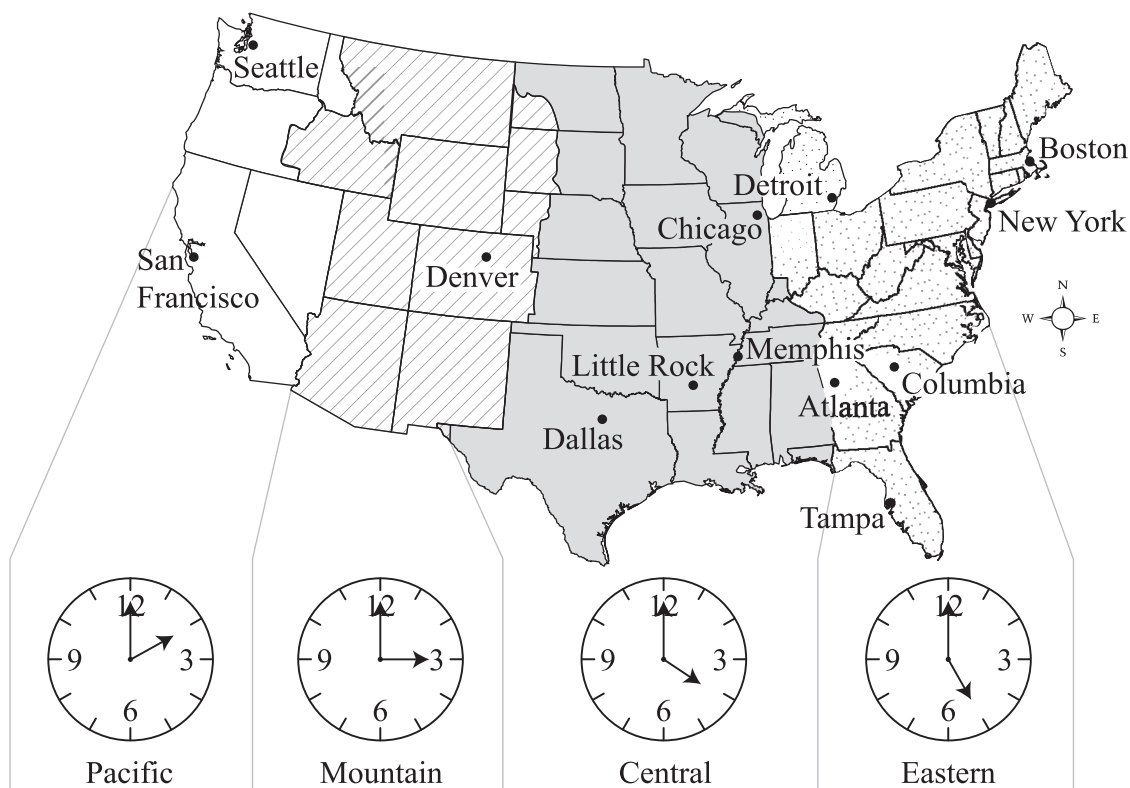 Seattle
Boston
Detroit
Chicago
New York
San
Francisco
Denver
N
W E
S
Little Rock
Memphis
Columbia
Atlanta
Dallas
Tampa
12
9 3
6
12
9 3
6
12
9 3
6
12
9 3
6
Pacific
Mountain
Central
Eastern